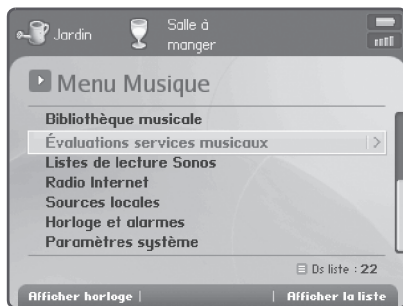 Jardin
Salle à
manger
Menu Musique
Bibliothèque musicale
Évaluations services musicaux
Listes de lecture Sonos
Radio Internet
Sources locales
Horloge et alarmes
Paramètres système
Ds liste : 22
Afficher horloge
Afficher la liste